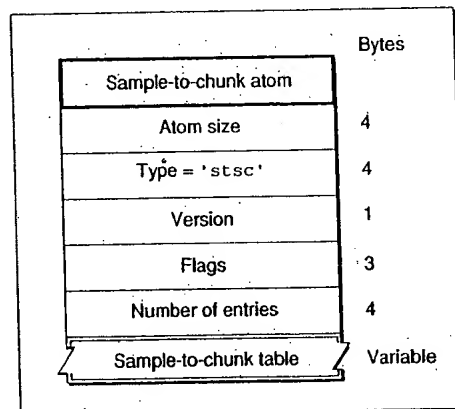 Bytes
Sample-to-chunk atom
Atom size 4
Type = 'stsc' 4
Version 1
Flags 3
Number of entries 4
Sample-to-chunk table Variable